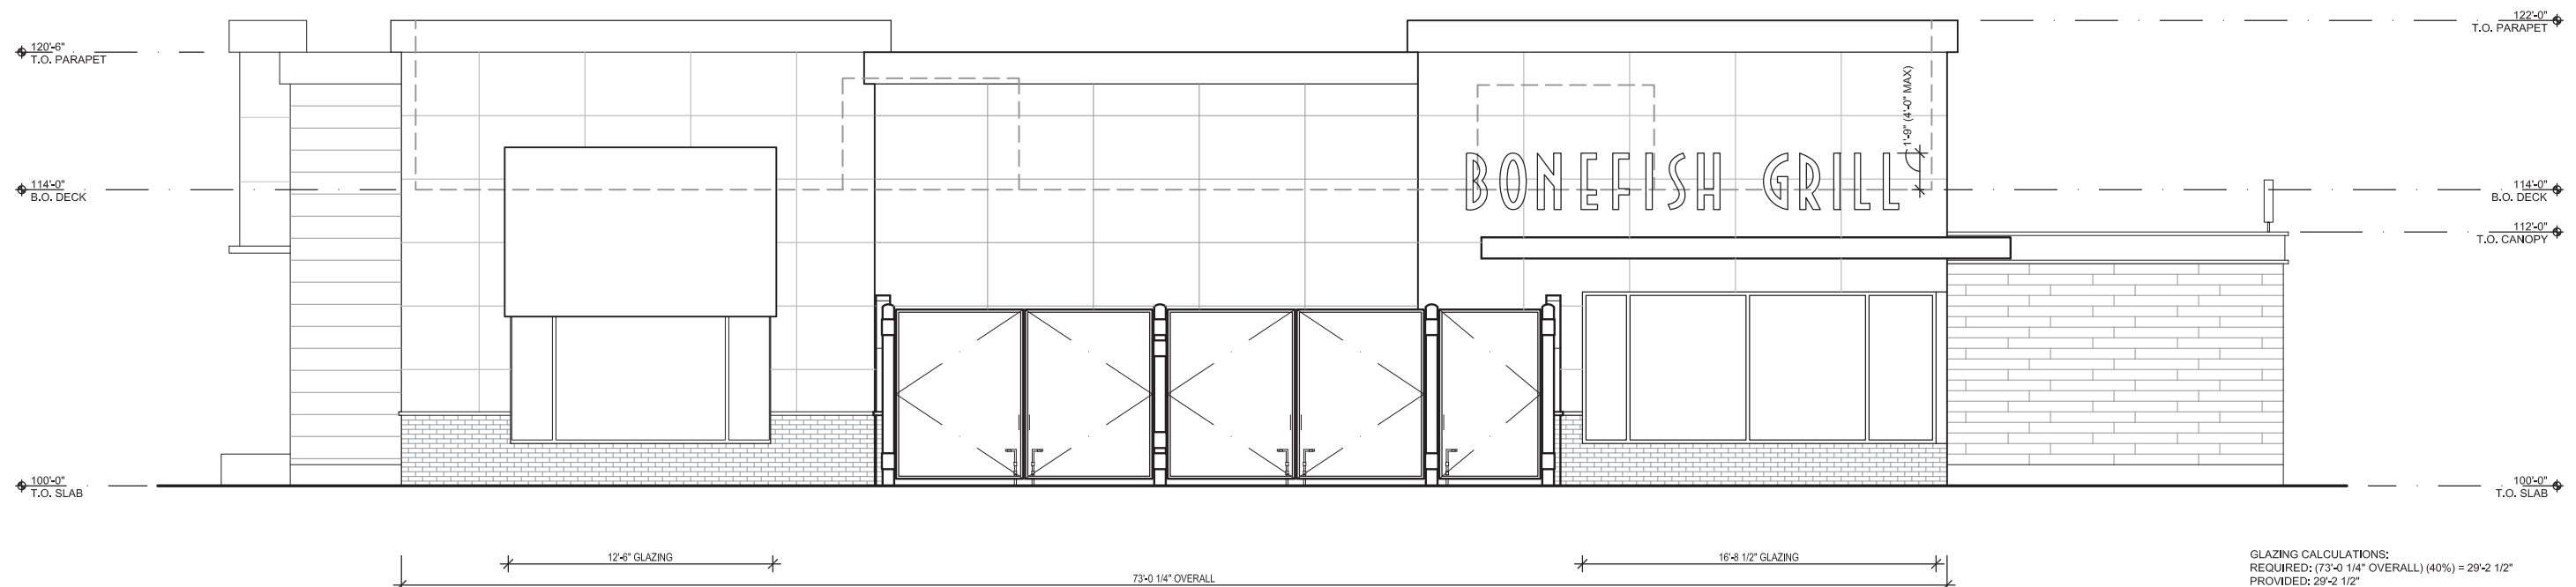 122'-0"
T.O. PARAPET
120'-6"
T.O. PARAPET
1'-9" (4'-0" MAX)
BONEFISH GRILL
114'-0"
B.O. DECK
114'-0"
B.O. DECK
112'-0"
T.O. CANOPY
100'-0"
T.O. SLAB
100'-0"
T.O. SLAB
12'-6" GLAZING
16'-8 1/2" GLAZING
73'-0 1/4" OVERALL
GLAZING CALCULATIONS:
REQUIRED: (73'-0 1/4" OVERALL) (40%) = 29'-2 1/2"
PROVIDED: 29'-2 1/2"